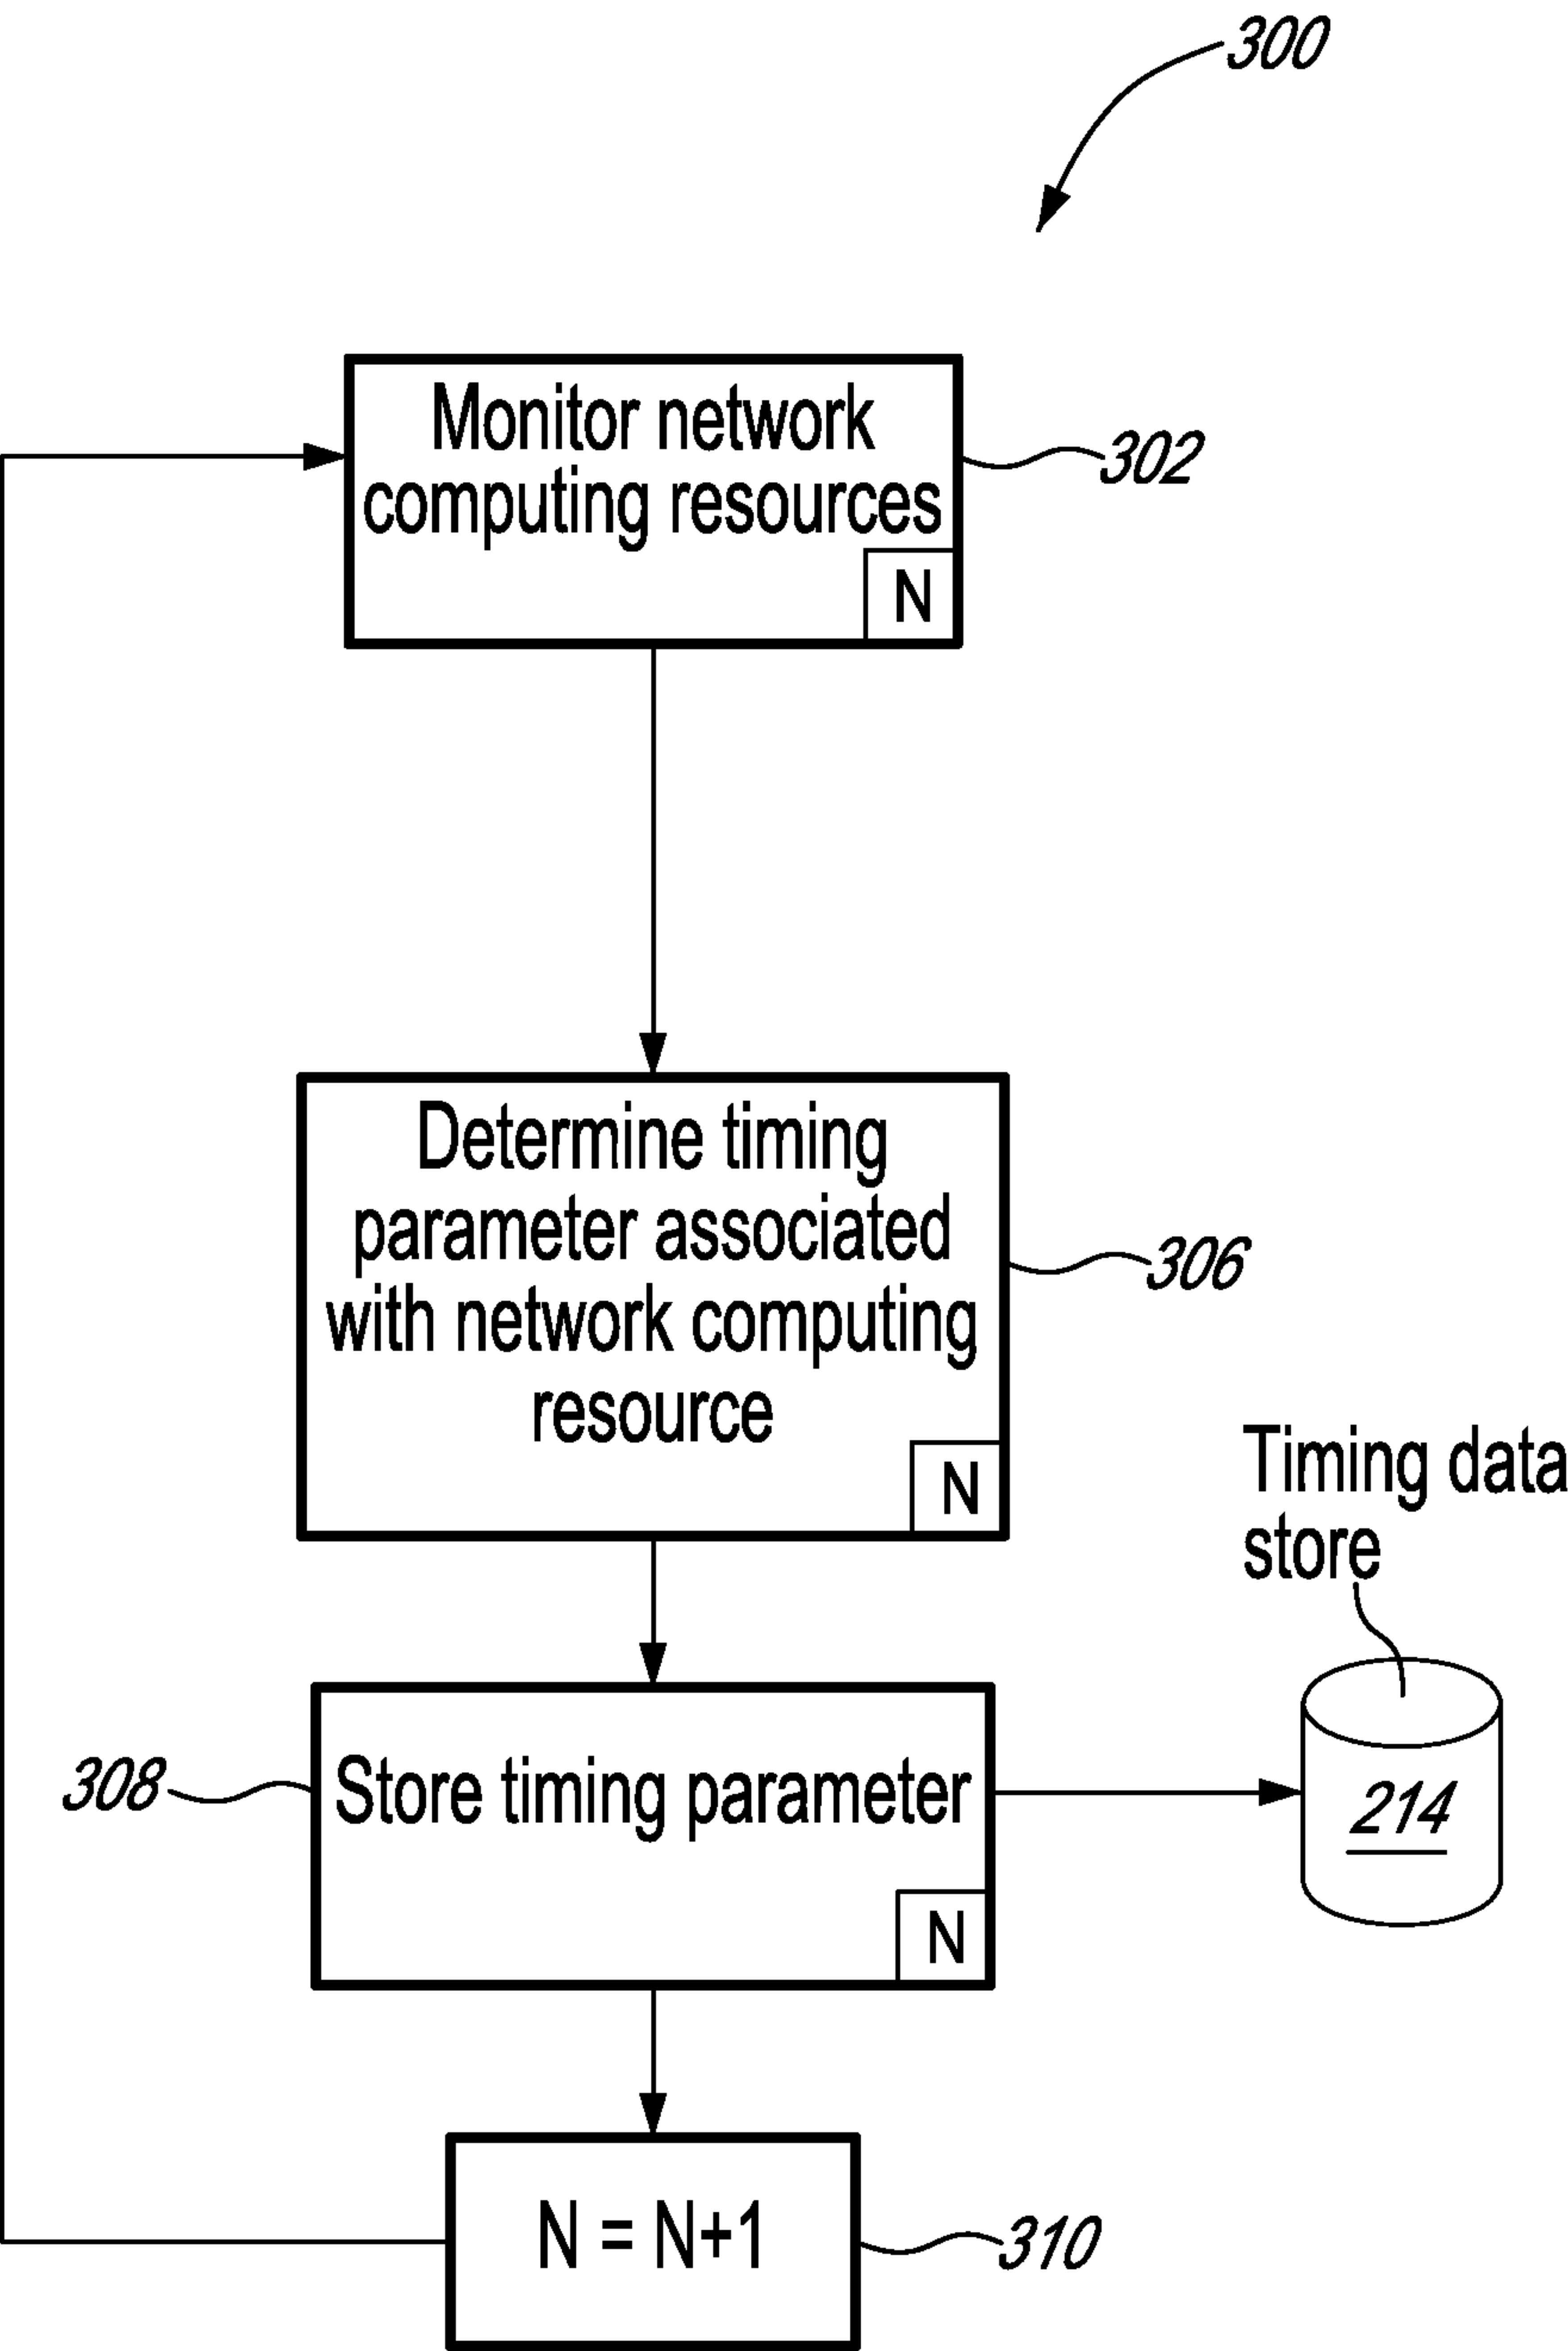 300
Monitor network
computing resources
N
302
Determine timing
parameter associated
with network computing
resource
N
306
Timing data
store
214
308
Store timing parameter
N
N = N+1
310